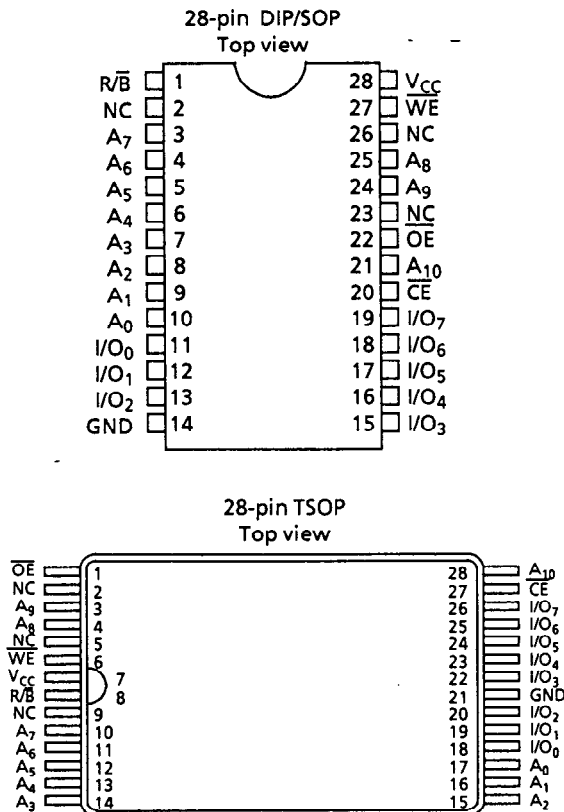 28-pin DIP/SOP
Top view
R/B̅ 1 28 V_CC
NC 2 27 W̅E̅
A₇ 3 26 NC
A₆ 4 25 A₈
A₅ 5 24 A₉
A₄ 6 23 NC
A₃ 7 22 O̅E̅
A₂ 8 21 A₁₀
A₁ 9 20 C̅E̅
A₀ 10 19 I/O₇
I/O₀ 11 18 I/O₆
I/O₁ 12 17 I/O₅
I/O₂ 13 16 I/O₄
GND 14 15 I/O₃
28-pin TSOP
Top view
O̅E̅ 1 28 A₁₀
NC 2 27 C̅E̅
A₉ 3 26 I/O₇
A₈ 4 25 I/O₆
NC 5 24 I/O₅
W̅E̅ 6 23 I/O₄
V_CC 7 22 I/O₃
R/B̅ 8 21 GND
NC 9 20 I/O₂
A₇ 10 19 I/O₁
A₆ 11 18 I/O₀
A₅ 12 17 A₀
A₄ 13 16 A₁
A₃ 14 15 A₂